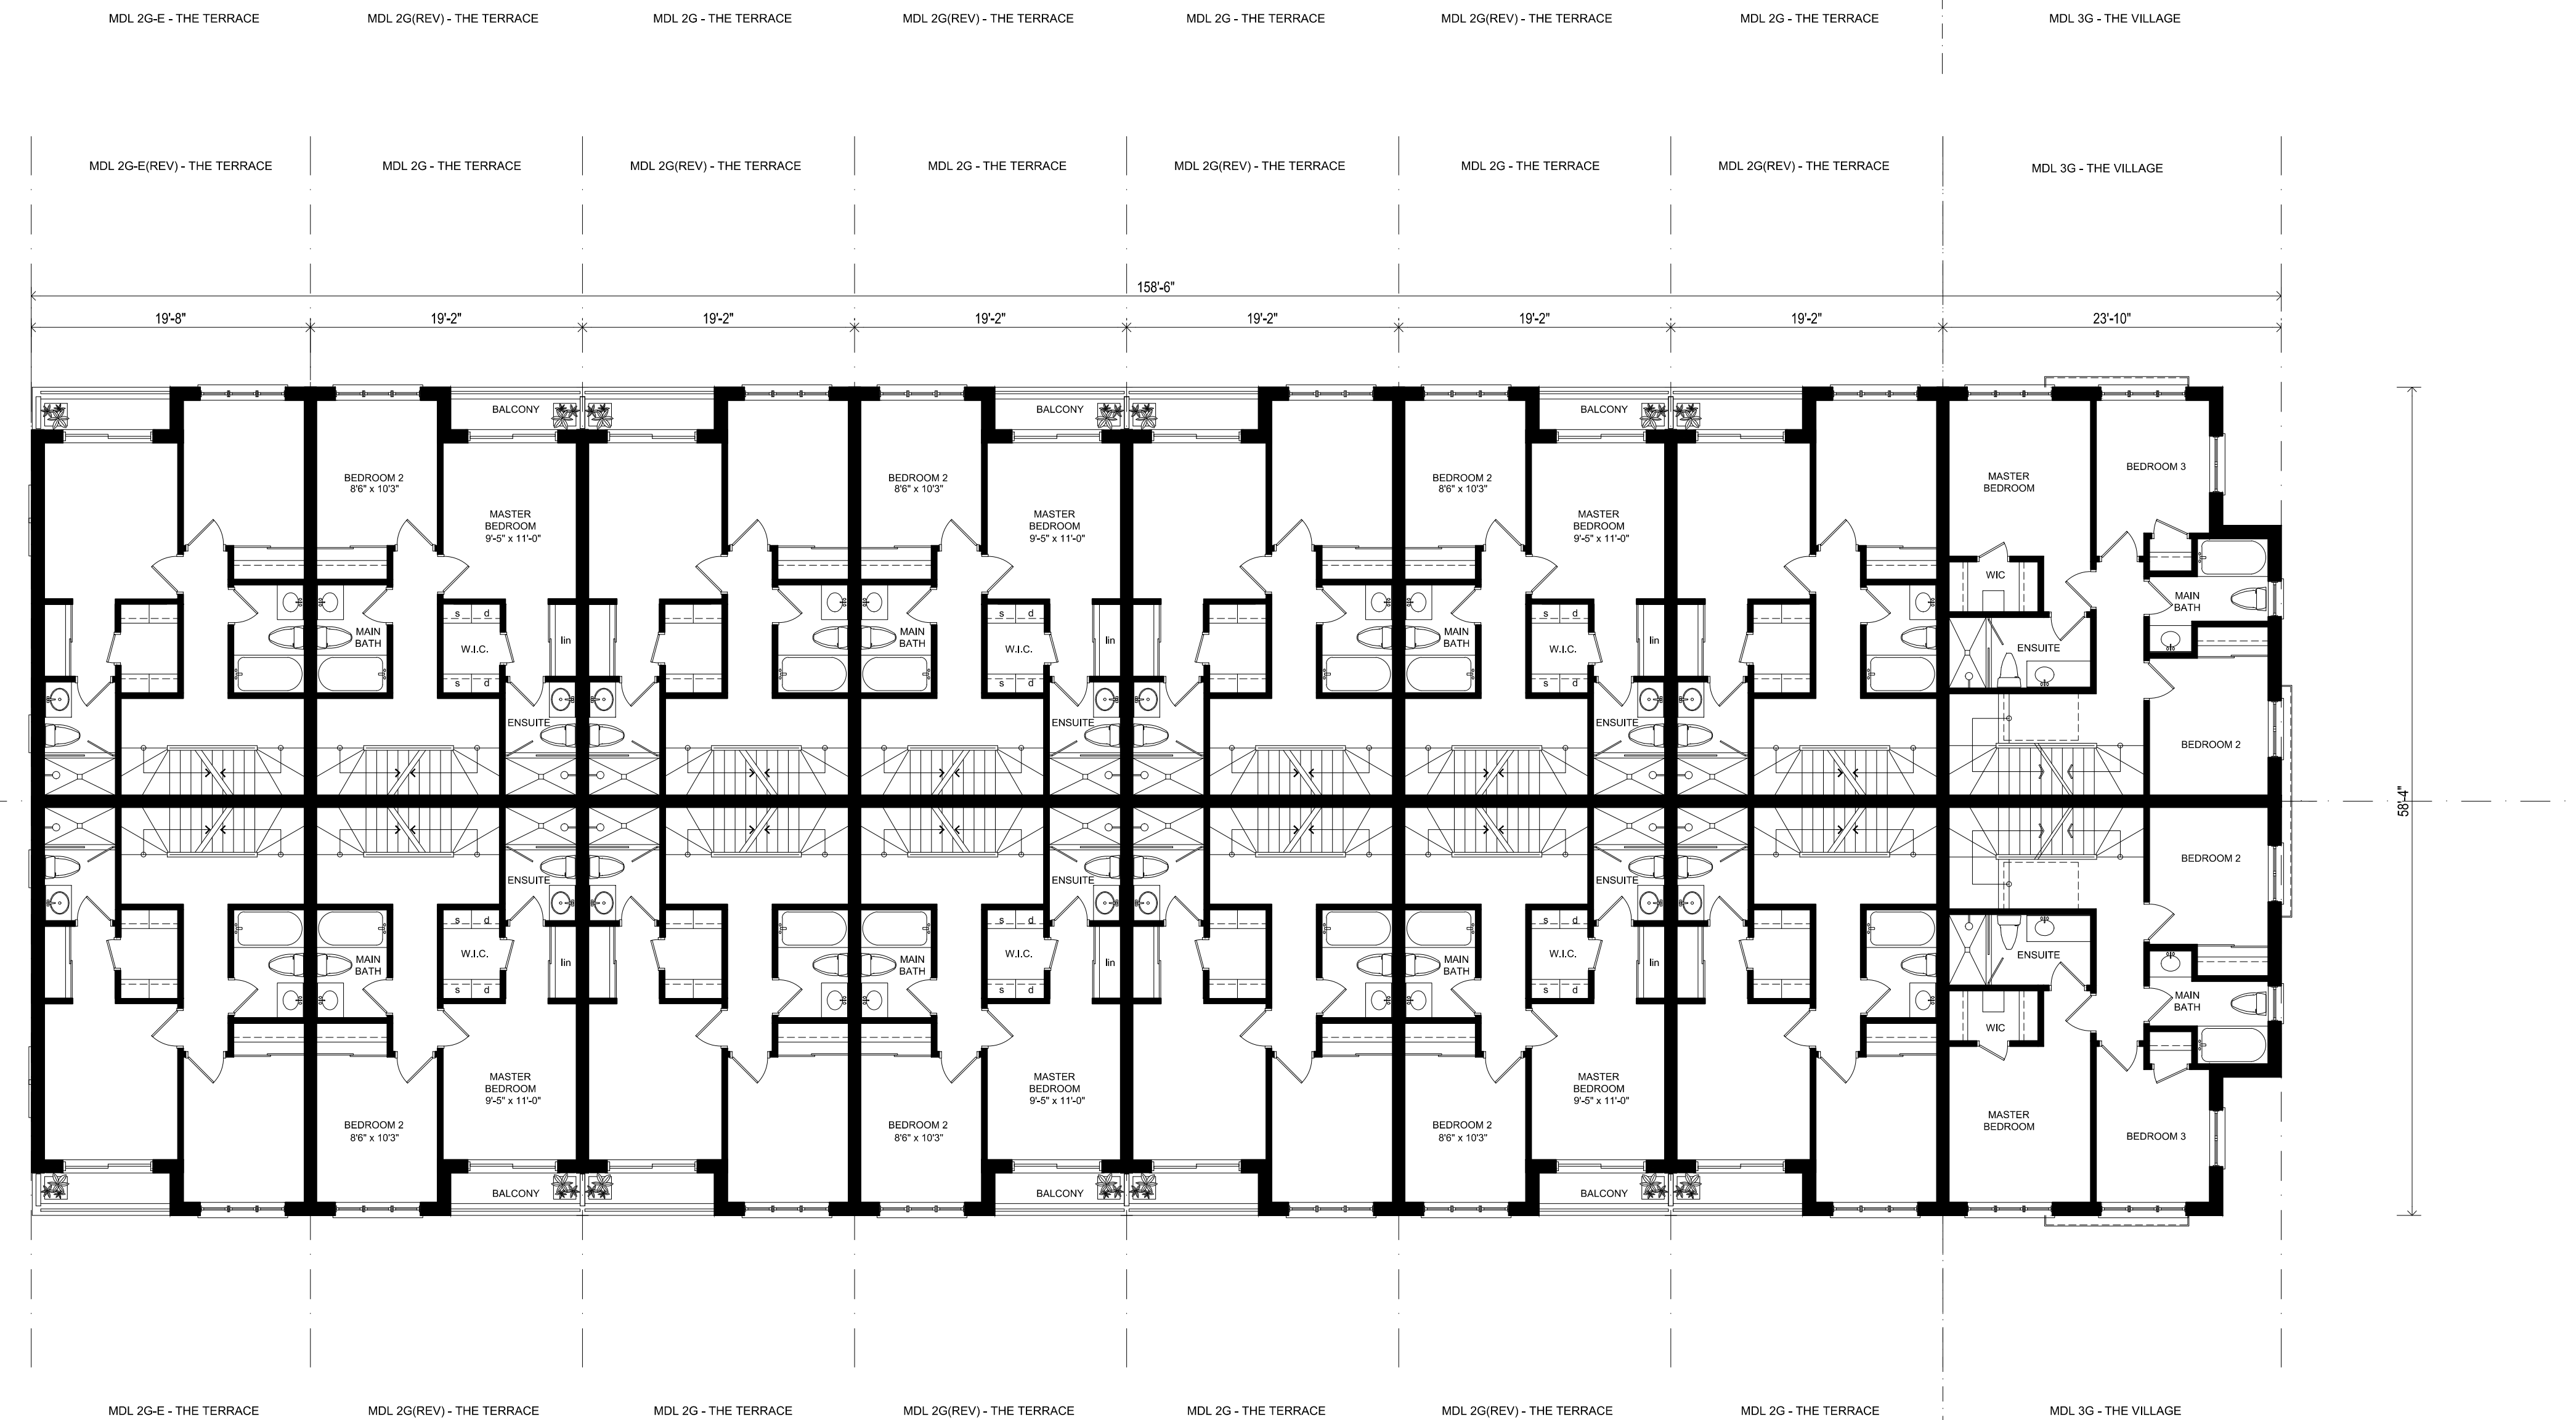 MDL 2G-E - THE TERRACE
MDL 2G(REV) - THE TERRACE
MDL 2G - THE TERRACE
MDL 2G(REV) - THE TERRACE
MDL 2G - THE TERRACE
MDL 2G(REV) - THE TERRACE
MDL 2G - THE TERRACE
MDL 3G - THE VILLAGE
MDL 2G-E(REV) - THE TERRACE
MDL 2G - THE TERRACE
MDL 2G(REV) - THE TERRACE
MDL 2G - THE TERRACE
MDL 2G(REV) - THE TERRACE
MDL 2G - THE TERRACE
MDL 2G(REV) - THE TERRACE
MDL 3G - THE VILLAGE
158'-6"
19'-8"
19'-2"
19'-2"
19'-2"
19'-2"
19'-2"
19'-2"
23'-10"
BALCONY
BALCONY
BALCONY
BEDROOM 2
8'6" x 10'3"
MASTER
BEDROOM
9'-5" x 11'-0"
BEDROOM 2
8'6" x 10'3"
MASTER
BEDROOM
9'-5" x 11'-0"
BEDROOM 2
8'6" x 10'3"
MASTER
BEDROOM
9'-5" x 11'-0"
MASTER
BEDROOM
BEDROOM 3
WIC
MAIN
BATH
s d
W.I.C.
s d
lin
MAIN
BATH
s d
W.I.C.
s d
lin
MAIN
BATH
s d
W.I.C.
s d
lin
ENSUITE
MAIN
BATH
ENSUITE
ENSUITE
ENSUITE
BEDROOM 2
58'-4"
BEDROOM 2
ENSUITE
ENSUITE
ENSUITE
MAIN
BATH
s d
W.I.C.
s d
lin
MAIN
BATH
s d
W.I.C.
s d
lin
MAIN
BATH
s d
W.I.C.
s d
lin
ENSUITE
MAIN
BATH
WIC
MASTER
BEDROOM
9'-5" x 11'-0"
BEDROOM 2
8'6" x 10'3"
MASTER
BEDROOM
9'-5" x 11'-0"
BEDROOM 2
8'6" x 10'3"
MASTER
BEDROOM
9'-5" x 11'-0"
BEDROOM 2
8'6" x 10'3"
MASTER
BEDROOM
BEDROOM 3
BALCONY
BALCONY
BALCONY
MDL 2G-E - THE TERRACE
MDL 2G(REV) - THE TERRACE
MDL 2G - THE TERRACE
MDL 2G(REV) - THE TERRACE
MDL 2G - THE TERRACE
MDL 2G(REV) - THE TERRACE
MDL 2G - THE TERRACE
MDL 3G - THE VILLAGE